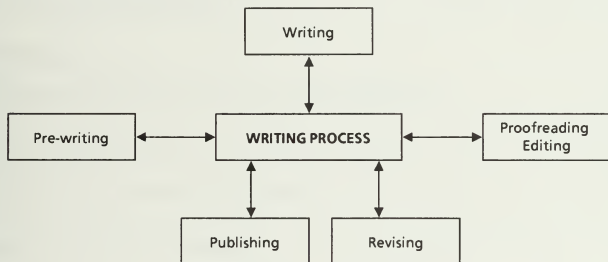 Writing
Pre-writing
WRITING PROCESS
Proofreading
Editing
Publishing
Revising